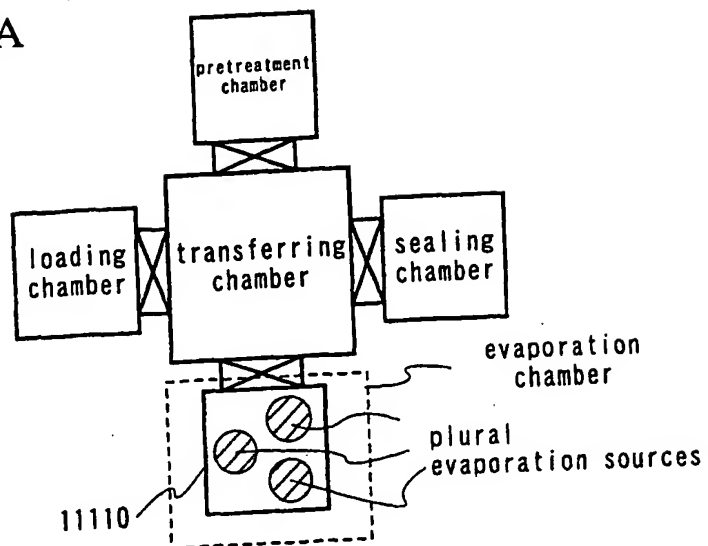 A
pretreatment
chamber
loading
chamber
transferring
chamber
sealing
chamber
evaporation
chamber
plural
evaporation sources
11110